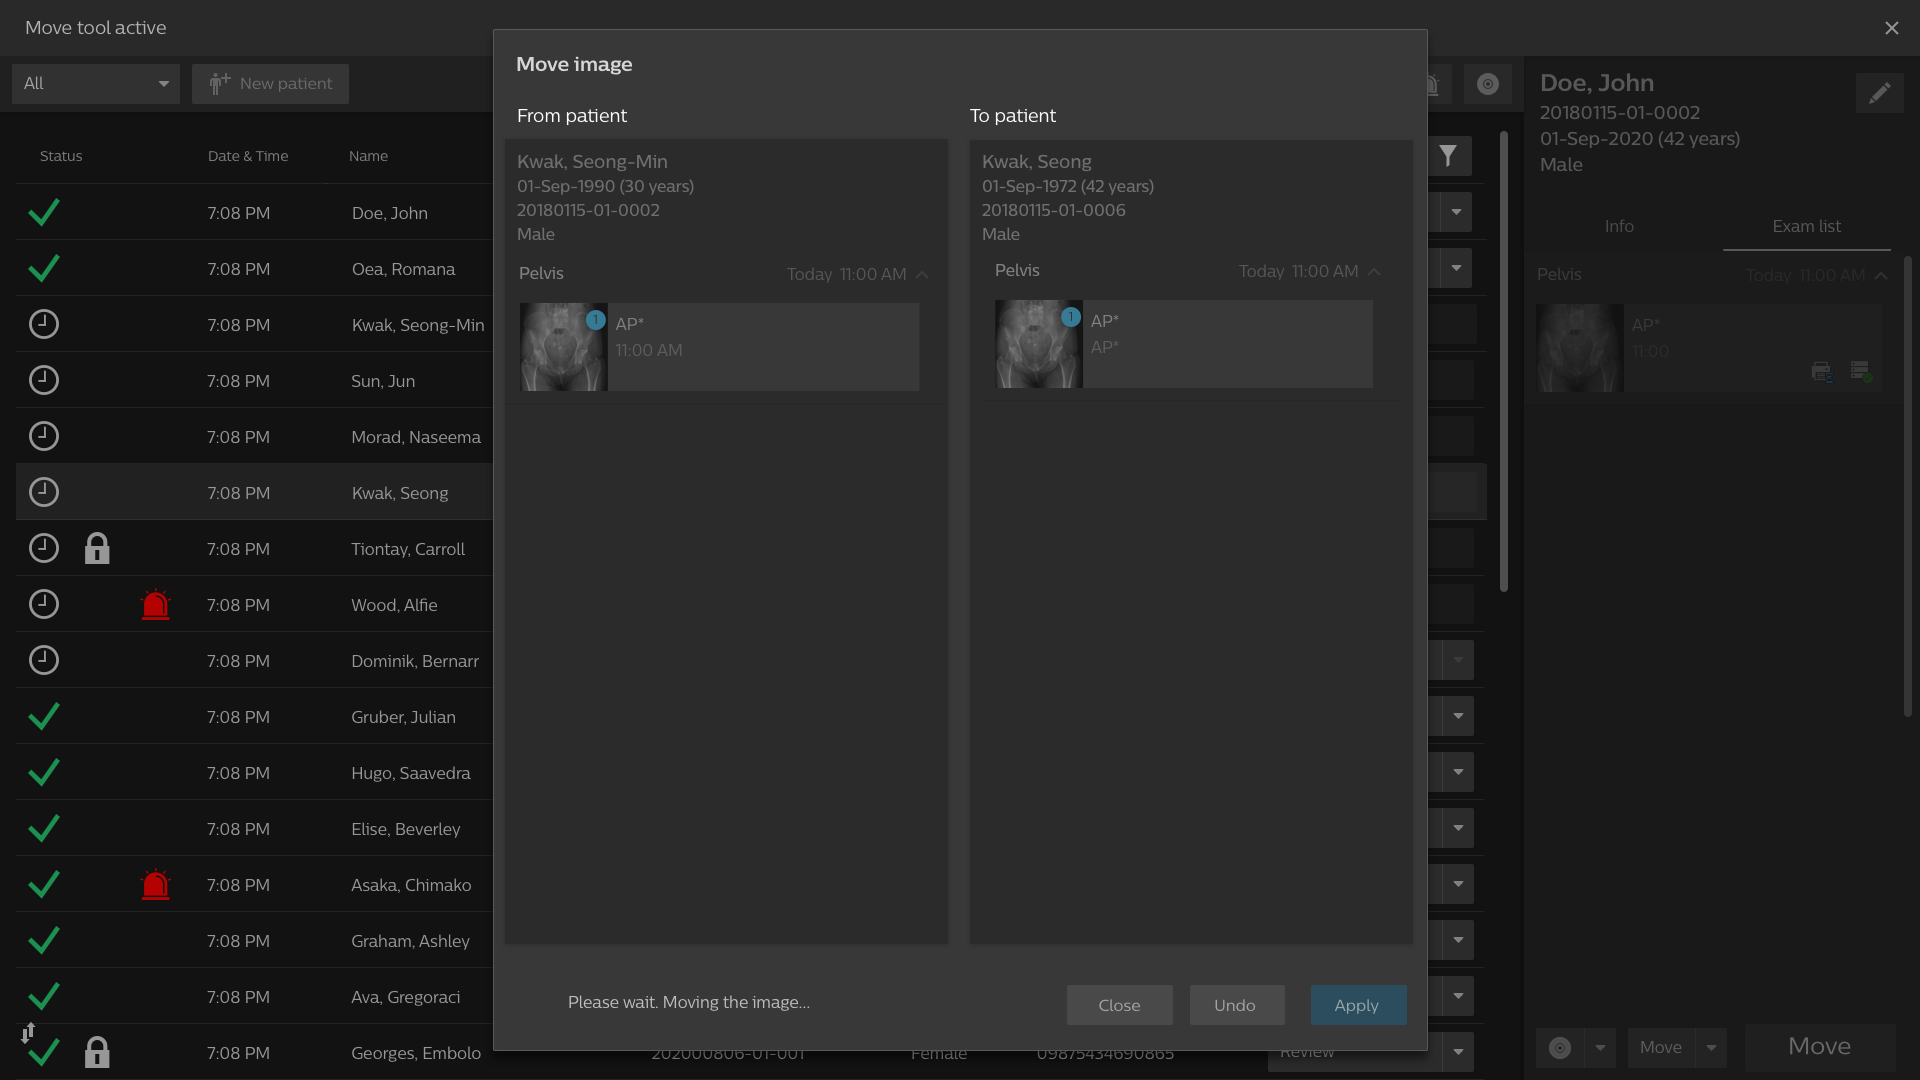 Move tool active
All
New patient
Status
Date & Time
Name
7:08 PM
Doe, John
7:08 PM
Oea, Romana
7:08 PM
Kwak, Seong-Min
7:08 PM
Sun, Jun
7:08 PM
Morad, Naseema
7:08 PM
Kwak, Seong
7:08 PM
Tiontay, Carroll
7:08 PM
Wood, Alfie
7:08 PM
Dominik, Bernarr
7:08 PM
Gruber, Julian
7:08 PM
Hugo, Saavedra
7:08 PM
Elise, Beverley
7:08 PM
Asaka, Chimako
7:08 PM
Graham, Ashley
7:08 PM
Ava, Gregoraci
7:08 PM
Georges, Embolo
202000806-01-001
Female
09875434690865
Review
Move image
From patient
Kwak, Seong-Min
01-Sep-1990 (30 years)
20180115-01-0002
Male
Pelvis
Today 11:00 AM
1
AP*
11:00 AM
To patient
Kwak, Seong
01-Sep-1972 (42 years)
20180115-01-0006
Male
Pelvis
Today 11:00 AM
1
AP*
AP*
Please wait. Moving the image...
Close
Undo
Apply
Doe, John
20180115-01-0002
01-Sep-2020 (42 years)
Male
Info
Exam list
Pelvis
Today 11:00 AM
AP*
11:00
Move
Move